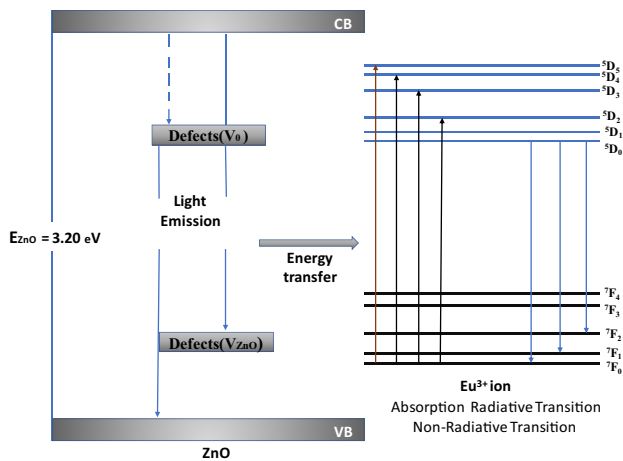 CB
⁵D₅
⁵D₄
⁵D₃
⁵D₂
⁵D₁
⁵D₀
Defects(V₀)
Light
Emission
EZnO = 3.20 eV
Energy
transfer
⁷F₄
⁷F₃
⁷F₂
⁷F₁
⁷F₀
Defects(VZnO)
Eu³⁺ ion
Absorption Radiative Transition
Non-Radiative Transition
VB
ZnO